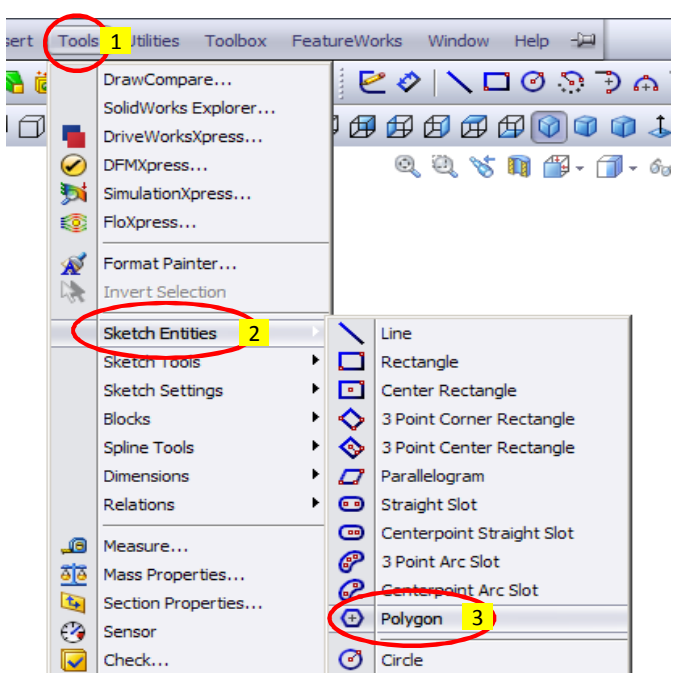 sert Tools 1 Utilities Toolbox FeatureWorks Window Help
DrawCompare...
SolidWorks Explorer...
DriveWorksXpress...
DFMXpress...
SimulationXpress...
FloXpress...
Format Painter...
Invert Selection
Sketch Entities 2
Sketch Tools
Sketch Settings
Blocks
Spline Tools
Dimensions
Relations
Measure...
Mass Properties...
Section Properties...
Sensor
Check...
Line
Rectangle
Center Rectangle
3 Point Corner Rectangle
3 Point Center Rectangle
Parallelogram
Straight Slot
Centerpoint Straight Slot
3 Point Arc Slot
Centerpoint Arc Slot
Polygon 3
Circle